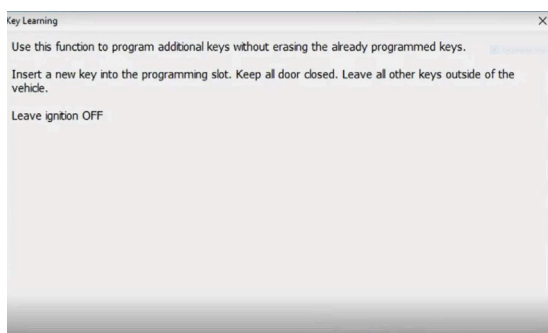 Key Learning
Use this function to program additional keys without erasing the already programmed keys.
Insert a new key into the programming slot. Keep all door closed. Leave all other keys outside of the
vehicle.
Leave ignition OFF